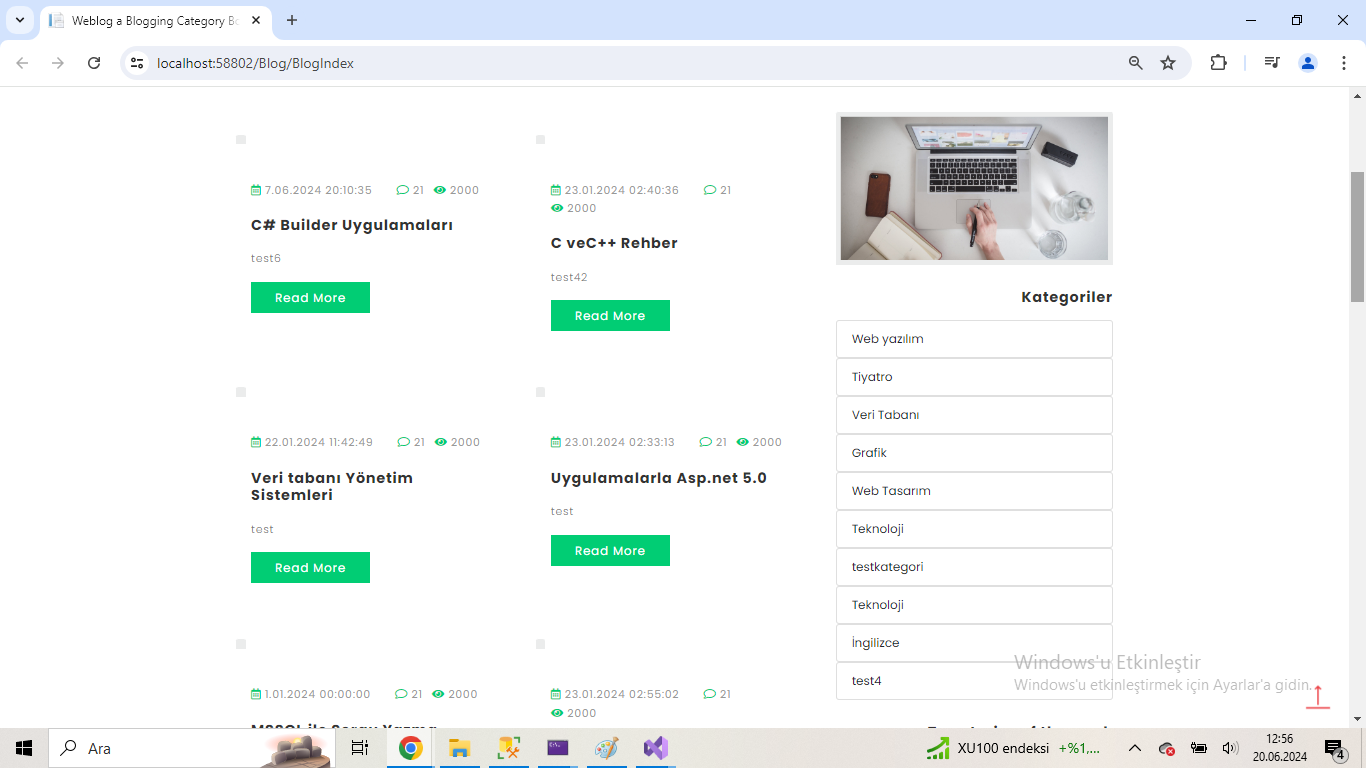 Weblog a Blogging Category Bo
localhost:58802/Blog/BlogIndex
7.06.2024 20:10:35 21 2000
C# Builder Uygulamaları
test6
Read More
23.01.2024 02:40:36 21
2000
C veC++ Rehber
test42
Read More
22.01.2024 11:42:49 21 2000
Veri tabanı Yönetim
Sistemleri
test
Read More
23.01.2024 02:33:13 21 2000
Uygulamalarla Asp.net 5.0
test
Read More
1.01.2024 00:00:00 21 2000
23.01.2024 02:55:02 21
2000
Kategoriler
Web yazılım
Tiyatro
Veri Tabanı
Grafik
Web Tasarım
Teknoloji
testkategori
Teknoloji
İngilizce
test4
Windows'u Etkinleştir
Windows'u etkinleştirmek için Ayarlar'a gidin.
Ara
XU100 endeksi +%1,...
12:56
20.06.2024
4